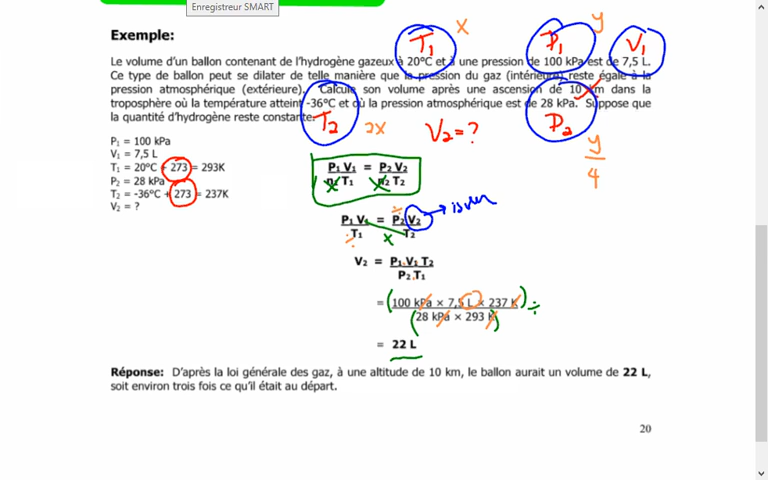 Enregistreur SMART
Exemple:
T₁ x P₁ y V₁
Le volume d'un ballon contenant de l'hydrogène gazeux à 20°C et à une pression de 100 kPa est de 7,5 L.
Ce type de ballon peut se dilater de telle manière que la pression du gaz (intérieure) reste égale à la
pression atmosphérique (extérieure). Calcule son volume après une ascension de 10 km dans la
troposphère où la température atteint -36°C et où la pression atmosphérique est de 28 kPa. Suppose que
la quantité d'hydrogène reste constante.
T₂ 2x V₂=? P₂ y/4
P₁ = 100 kPa
V₁ = 7,5 L
T₁ = 20°C + 273 = 293K
P₂ = 28 kPa
T₂ = -36°C + 273 = 237K
V₂ = ?
P₁ V₁ = P₂ V₂
n₁ T₁ n₂ T₂
P₁ V₁ = P₂ V₂ ÷
÷ T₁ x T₂
V₂ = P₁.V₁.T₂
P₂.T₁
= (100 kPa × 7,5 L × 237 K) ÷
(28 kPa × 293 K)
= 22 L
Réponse: D'après la loi générale des gaz, à une altitude de 10 km, le ballon aurait un volume de 22 L,
soit environ trois fois ce qu'il était au départ.
20